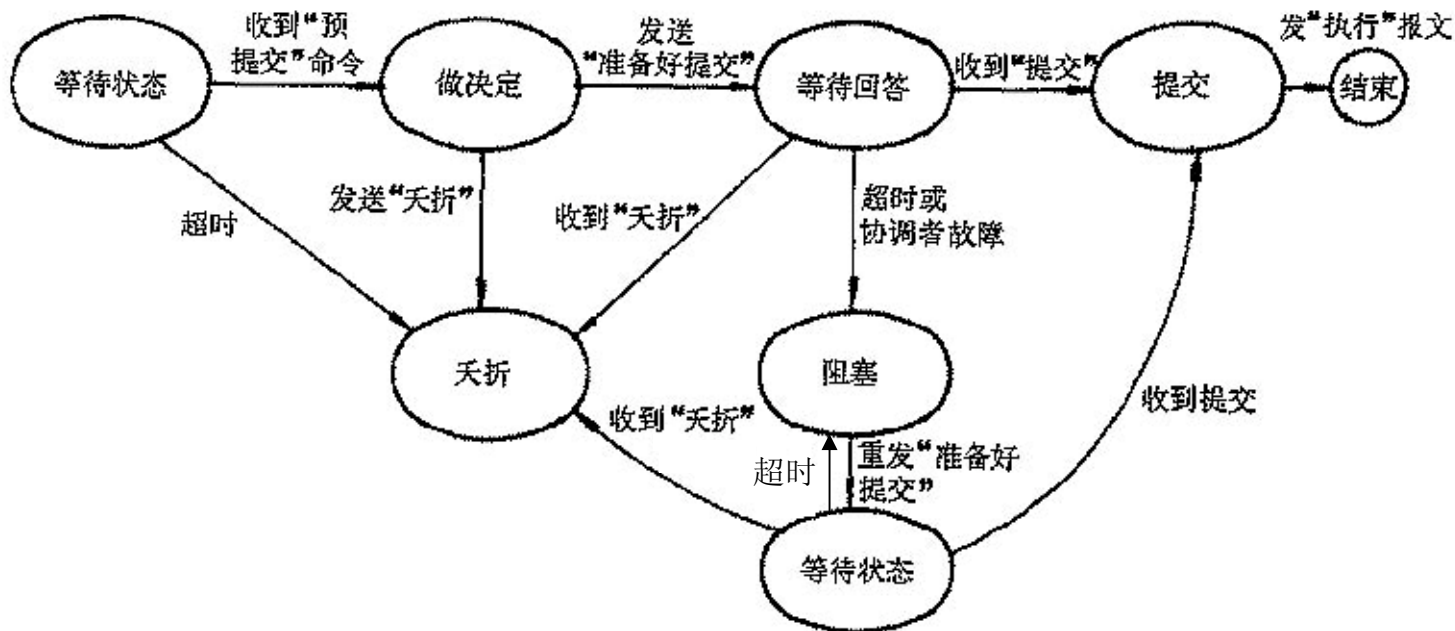 收到“预
提交”命令
发送
“准备好提交”
发“执行”报文
等待状态
做决定
等待回答
收到“提交”
提交
结束
超时
发送“夭折”
收到“夭折”
超时或
协调者故障
夭折
阻塞
收到“夭折”
收到提交
超时
重发“准备好
提交”
等待状态